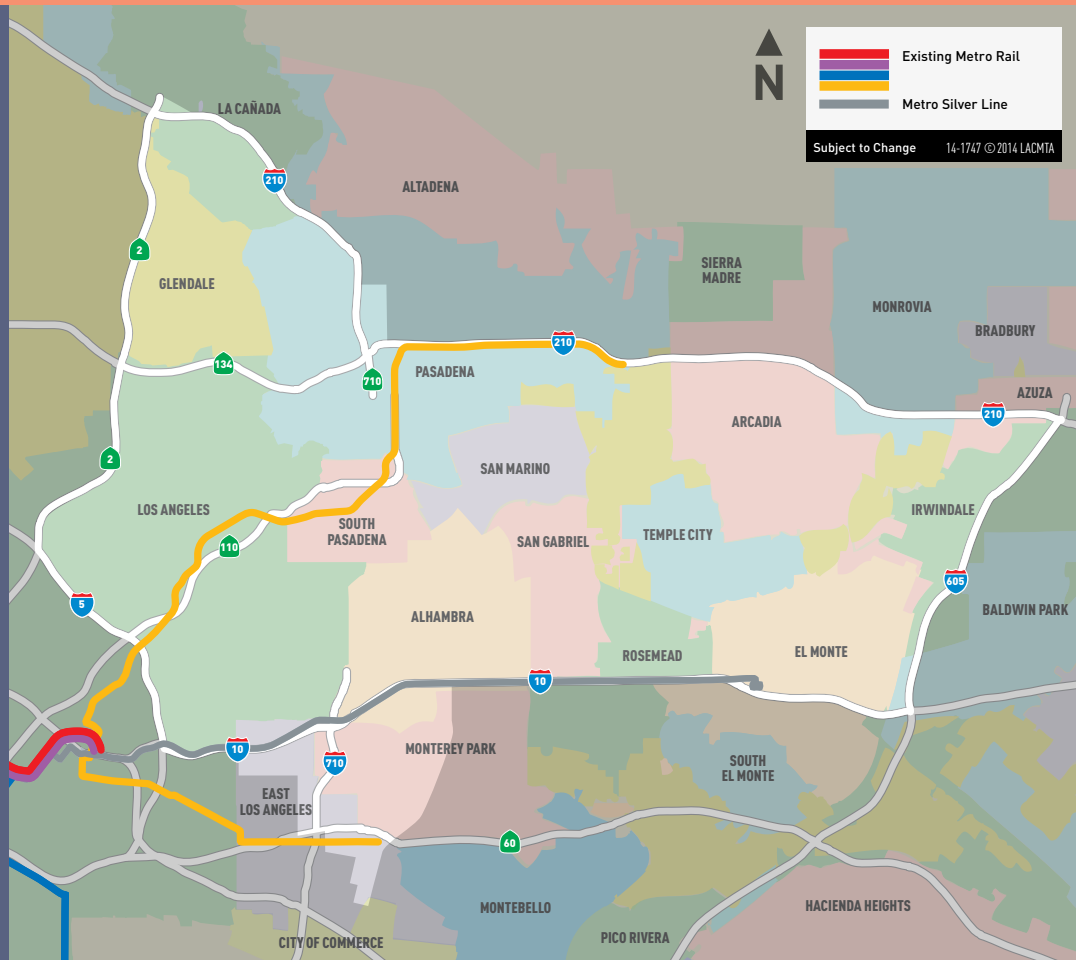 N
Existing Metro Rail
Metro Silver Line
Subject to Change 14-1747 © 2014 LACMTA
LA CAÑADA
210
ALTADENA
2
SIERRA
MADRE
GLENDALE
MONROVIA
BRADBURY
210
134
PASADENA
710
AZUZA
210
ARCADIA
2
SAN MARINO
LOS ANGELES
IRWINDALE
SOUTH
PASADENA
TEMPLE CITY
SAN GABRIEL
110
605
5
BALDWIN PARK
ALHAMBRA
ROSEMEAD
EL MONTE
10
10
MONTEREY PARK
710
SOUTH
EL MONTE
EAST
LOS ANGELES
60
MONTEBELLO
HACIENDA HEIGHTS
PICO RIVERA
CITY OF COMMERCE